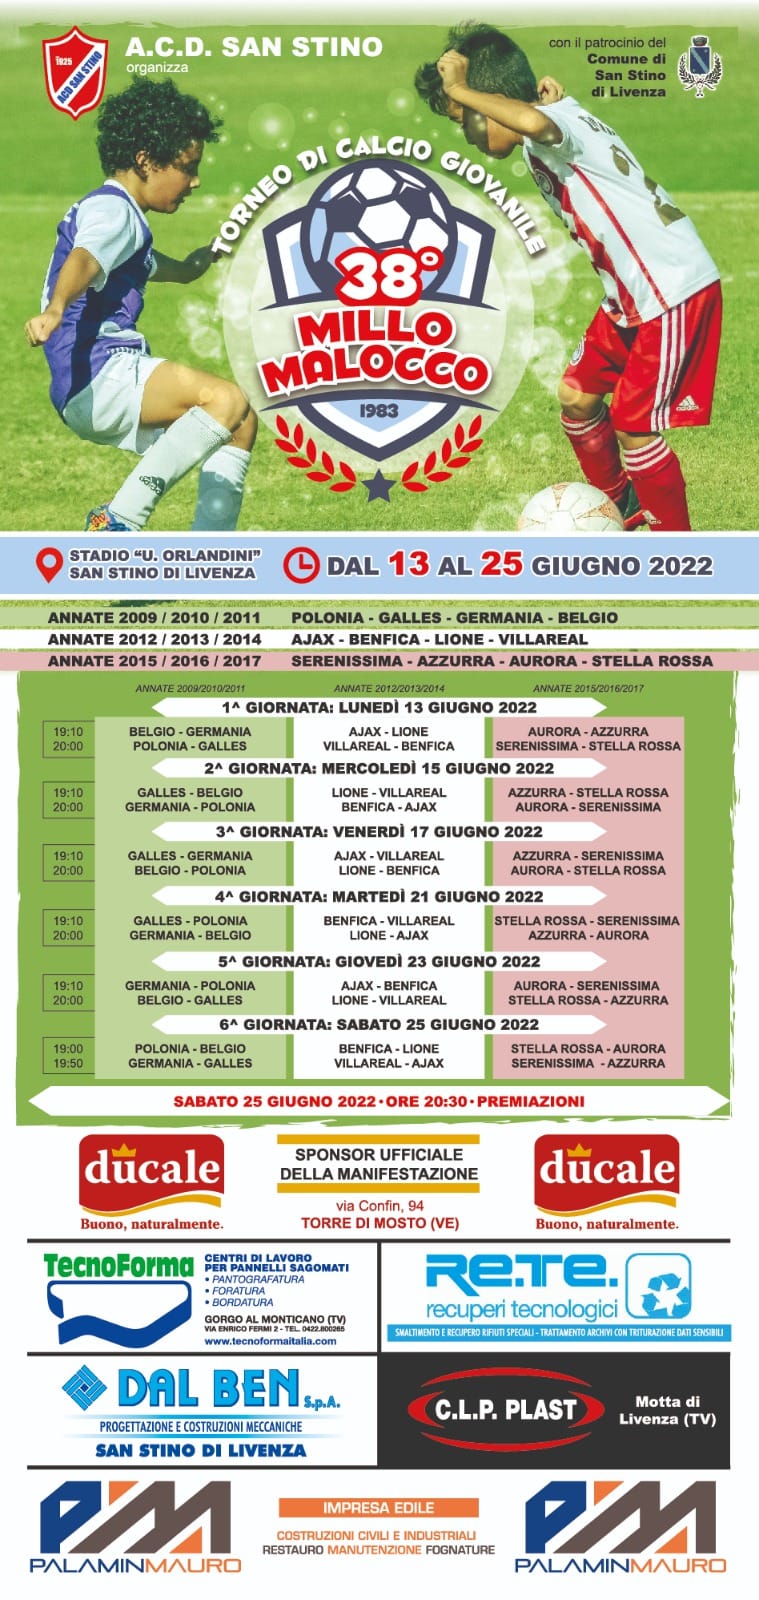 1925
ACD SAN STINO
A.C.D. SAN STINO
organizza
con il patrocinio del
Comune di
San Stino
di Livenza
TORNEO DI CALCIO GIOVANILE
38°
MILLO
MALOCCO
1983
STADIO “U. ORLANDINI”
SAN STINO DI LIVENZA
DAL 13 AL 25 GIUGNO 2022
ANNATE 2009 / 2010 / 2011 POLONIA - GALLES - GERMANIA - BELGIO
ANNATE 2012 / 2013 / 2014 AJAX - BENFICA - LIONE - VILLAREAL
ANNATE 2015 / 2016 / 2017 SERENISSIMA - AZZURRA - AURORA - STELLA ROSSA
ANNATE 2009/2010/2011 ANNATE 2012/2013/2014 ANNATE 2015/2016/2017
1^ GIORNATA: LUNEDÌ 13 GIUGNO 2022
19:10 BELGIO - GERMANIA AJAX - LIONE AURORA - AZZURRA
20:00 POLONIA - GALLES VILLAREAL - BENFICA SERENISSIMA - STELLA ROSSA
2^ GIORNATA: MERCOLEDÌ 15 GIUGNO 2022
19:10 GALLES - BELGIO LIONE - VILLAREAL AZZURRA - STELLA ROSSA
20:00 GERMANIA - POLONIA BENFICA - AJAX AURORA - SERENISSIMA
3^ GIORNATA: VENERDÌ 17 GIUGNO 2022
19:10 GALLES - GERMANIA AJAX - VILLAREAL AZZURRA - SERENISSIMA
20:00 BELGIO - POLONIA LIONE - BENFICA AURORA - STELLA ROSSA
4^ GIORNATA: MARTEDÌ 21 GIUGNO 2022
19:10 GALLES - POLONIA BENFICA - VILLAREAL STELLA ROSSA - SERENISSIMA
20:00 GERMANIA - BELGIO LIONE - AJAX AZZURRA - AURORA
5^ GIORNATA: GIOVEDÌ 23 GIUGNO 2022
19:10 GERMANIA - POLONIA AJAX - BENFICA AURORA - SERENISSIMA
20:00 BELGIO - GALLES LIONE - VILLAREAL STELLA ROSSA - AZZURRA
6^ GIORNATA: SABATO 25 GIUGNO 2022
19:00 POLONIA - BELGIO BENFICA - LIONE STELLA ROSSA - AURORA
19:50 GERMANIA - GALLES VILLAREAL - AJAX SERENISSIMA - AZZURRA
SABATO 25 GIUGNO 2022 · ORE 20:30 · PREMIAZIONI
dùcale
Buono, naturalmente.
SPONSOR UFFICIALE
DELLA MANIFESTAZIONE
via Confin, 94
TORRE DI MOSTO (VE)
dùcale
Buono, naturalmente.
TecnoForma
CENTRI DI LAVORO
PER PANNELLI SAGOMATI
• PANTOGRAFATURA
• FORATURA
• BORDATURA
GORGO AL MONTICANO (TV)
VIA ENRICO FERMI 2 - TEL. 0422.800265
www.tecnoformaitalia.com
RE.TE.
recuperi tecnologici
SMALTIMENTO E RECUPERO RIFIUTI SPECIALI - TRATTAMENTO ARCHIVI CON TRITURAZIONE DATI SENSIBILI
DAL BEN S.p.A.
PROGETTAZIONE E COSTRUZIONI MECCANICHE
SAN STINO DI LIVENZA
C.L.P. PLAST
Motta di
Livenza (TV)
PM
PALAMINMAURO
IMPRESA EDILE
COSTRUZIONI CIVILI E INDUSTRIALI
RESTAURO MANUTENZIONE FOGNATURE
PM
PALAMINMAURO